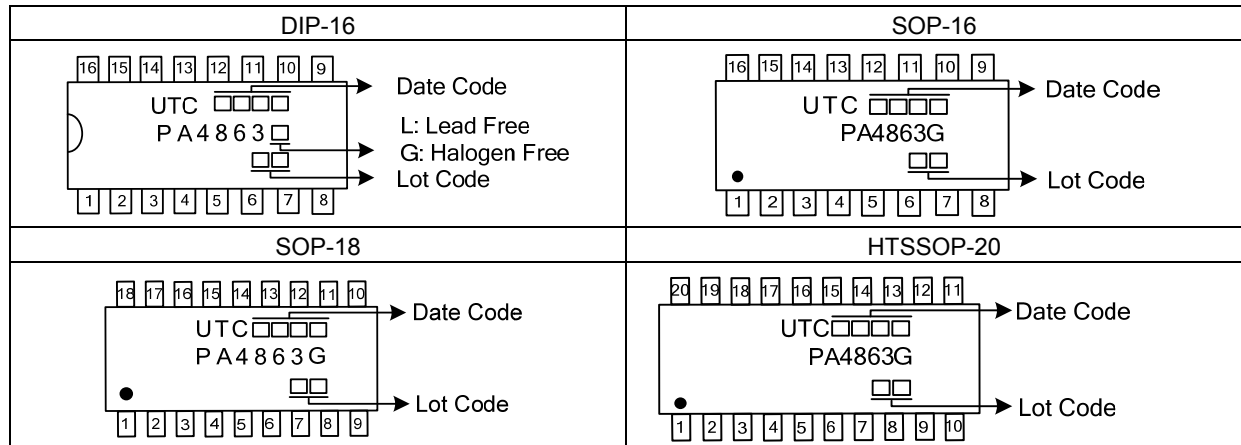 DIP-16
16 15 14 13 12 11 10 9
Date Code
UTC
PA4863
L: Lead Free
G: Halogen Free
Lot Code
1 2 3 4 5 6 7 8
SOP-16
16 15 14 13 12 11 10 9
Date Code
UTC
PA4863G
Lot Code
1 2 3 4 5 6 7 8
SOP-18
18 17 16 15 14 13 12 11 10
Date Code
UTC
PA4863G
Lot Code
1 2 3 4 5 6 7 8 9
HTSSOP-20
20 19 18 17 16 15 14 13 12 11
Date Code
UTC
PA4863G
Lot Code
1 2 3 4 5 6 7 8 9 10